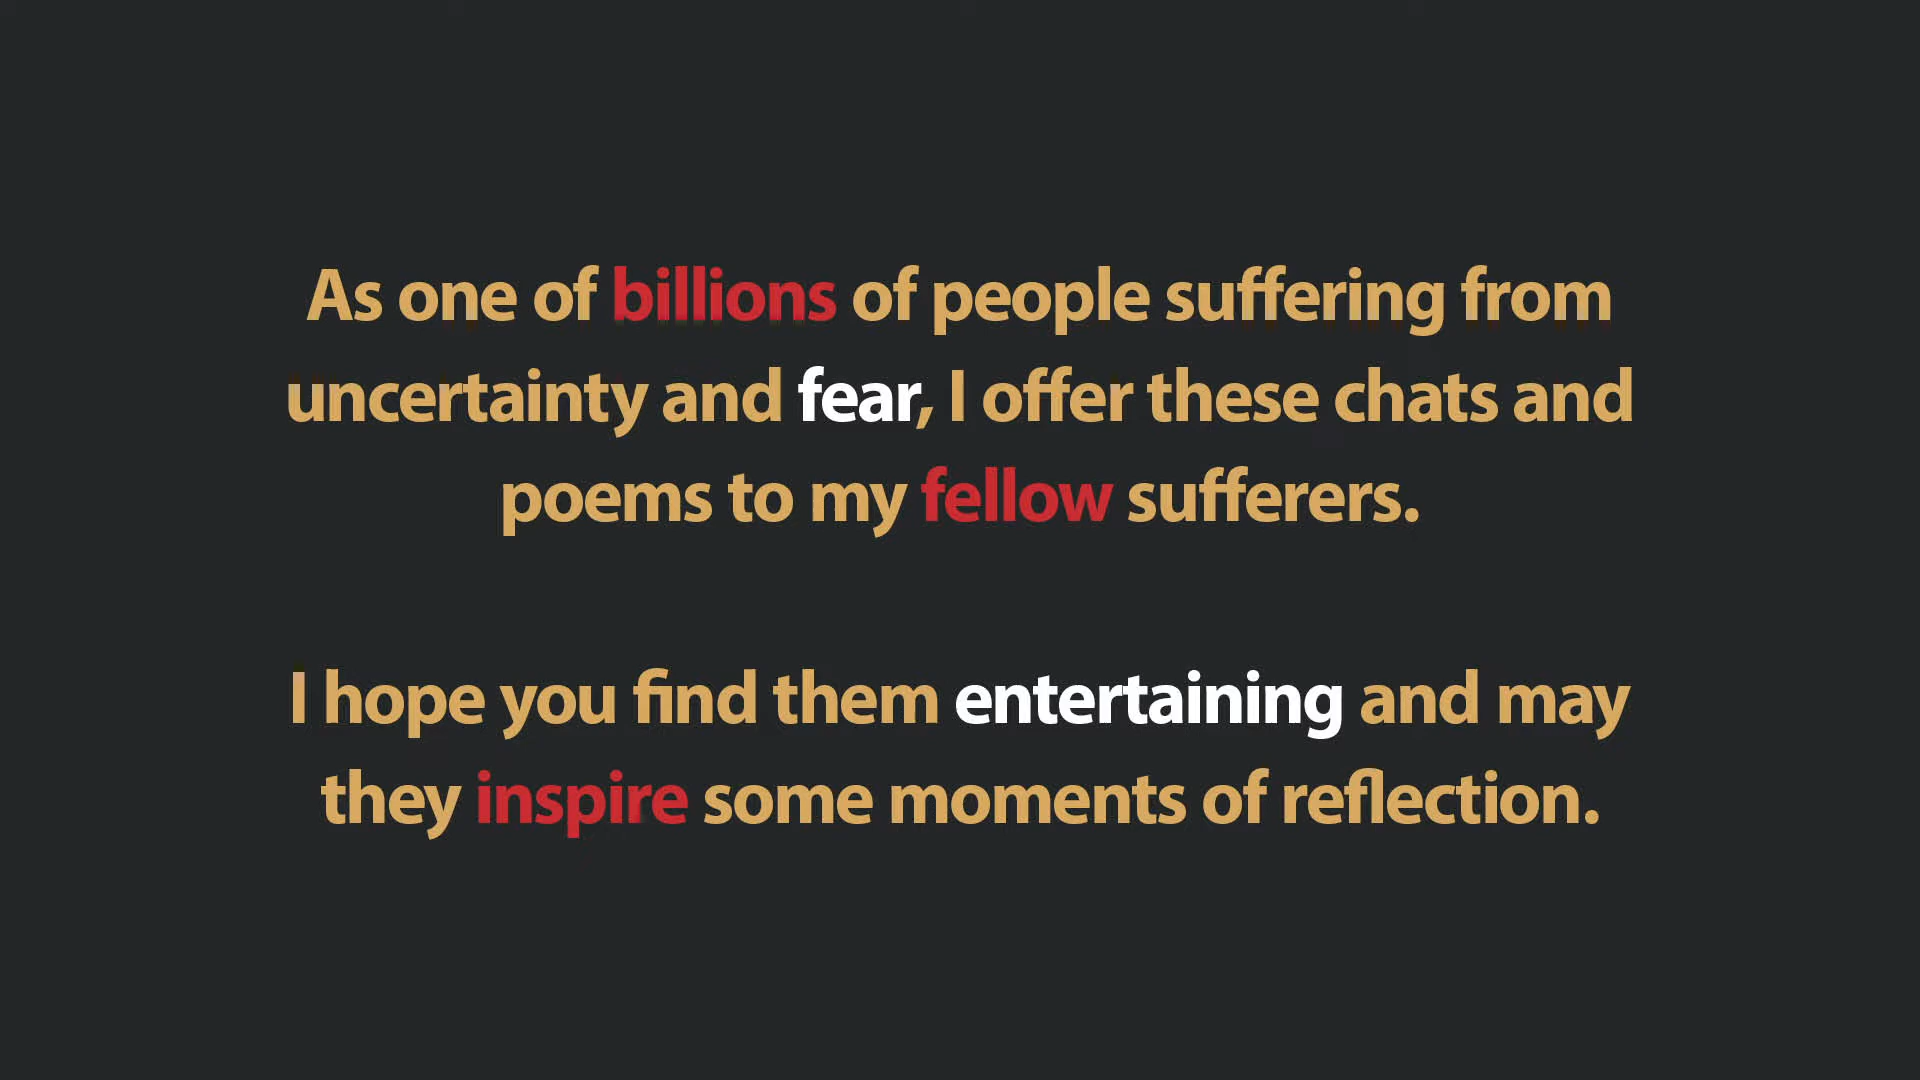 As one of billions of people suffering from
uncertainty and fear, I offer these chats and
poems to my fellow sufferers.
I hope you find them entertaining and may
they inspire some moments of reflection.